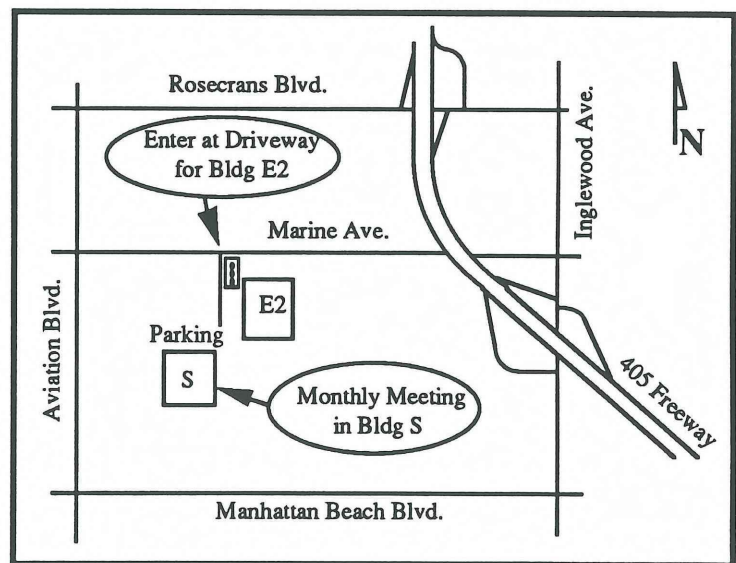 Rosecrans Blvd.
Enter at Driveway
for Bldg E2
Inglewood Ave.
N
Marine Ave.
E2
Aviation Blvd.
Parking
S
Monthly Meeting
in Bldg S
405 Freeway
Manhattan Beach Blvd.